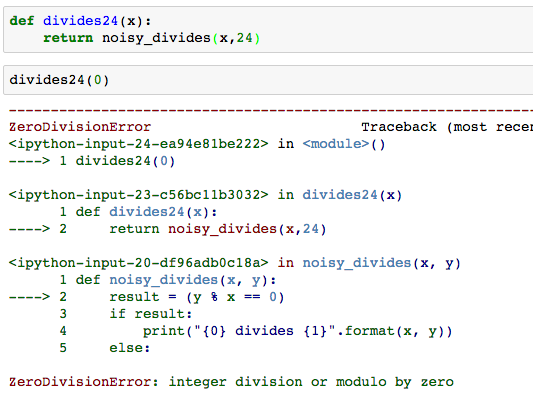 def divides24(x):
    return noisy_divides(x,24)
divides24(0)
---------------------------------------------------------------------------
ZeroDivisionError                         Traceback (most recen
<ipython-input-24-ea94e81be222> in <module>()
----> 1 divides24(0)
<ipython-input-23-c56bc11b3032> in divides24(x)
      1 def divides24(x):
----> 2     return noisy_divides(x,24)
<ipython-input-20-df96adb0c18a> in noisy_divides(x, y)
      1 def noisy_divides(x, y):
----> 2     result = (y % x == 0)
      3     if result:
      4         print("{0} divides {1}".format(x, y))
      5     else:
ZeroDivisionError: integer division or modulo by zero